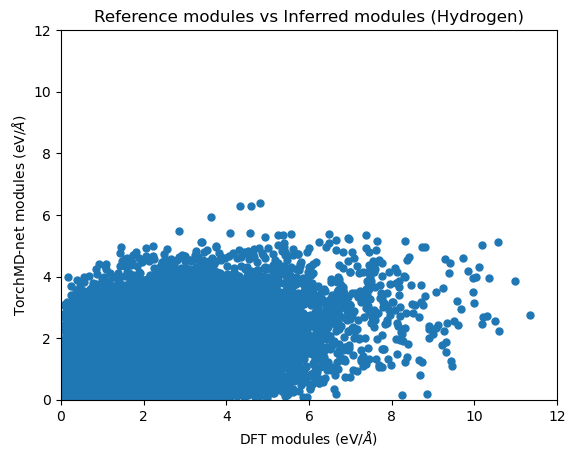 Reference modules vs Inferred modules (Hydrogen)
12
10
8
6
4
2
0
TorchMD-net modules (eV/Å)
0 2 4 6 8 10 12
DFT modules (eV/Å)